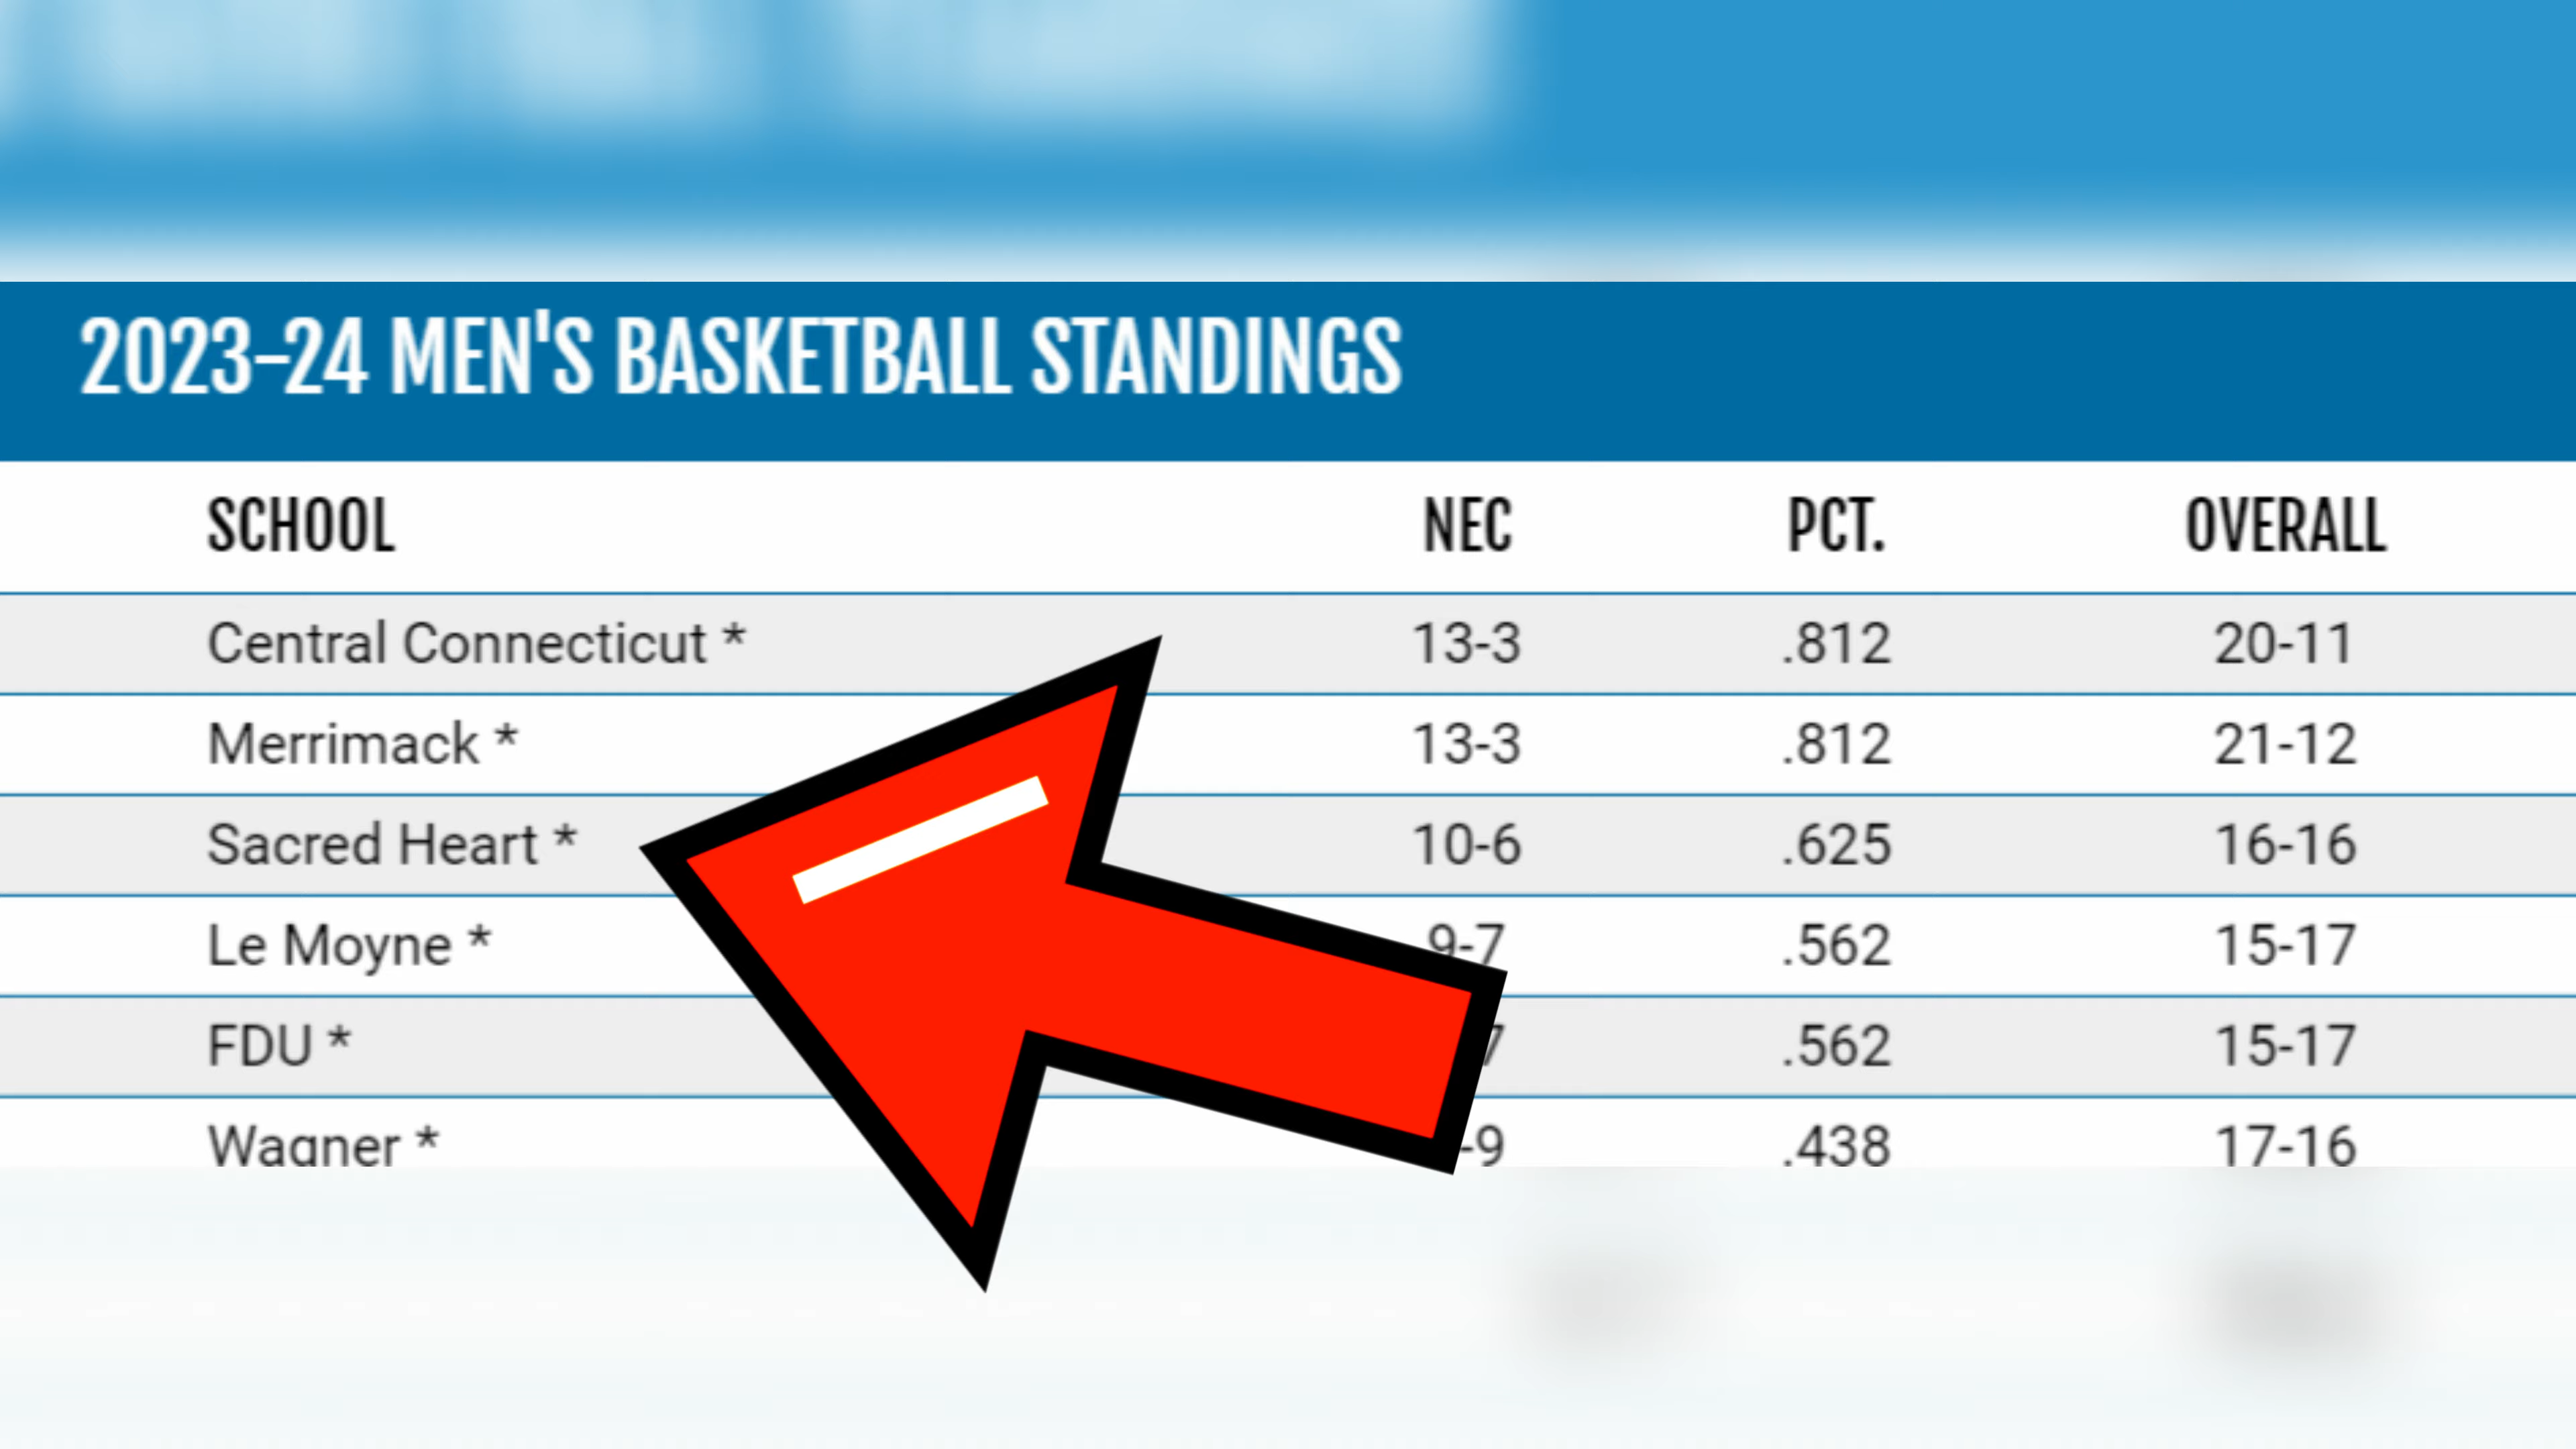 2023-24 MEN'S BASKETBALL STANDINGS
SCHOOL NEC PCT. OVERALL
Central Connecticut * 13-3 .812 20-11
Merrimack * 13-3 .812 21-12
Sacred Heart * 10-6 .625 16-16
Le Moyne * 9-7 .562 15-17
FDU * 7 .562 15-17
Wagner * -9 .438 17-16